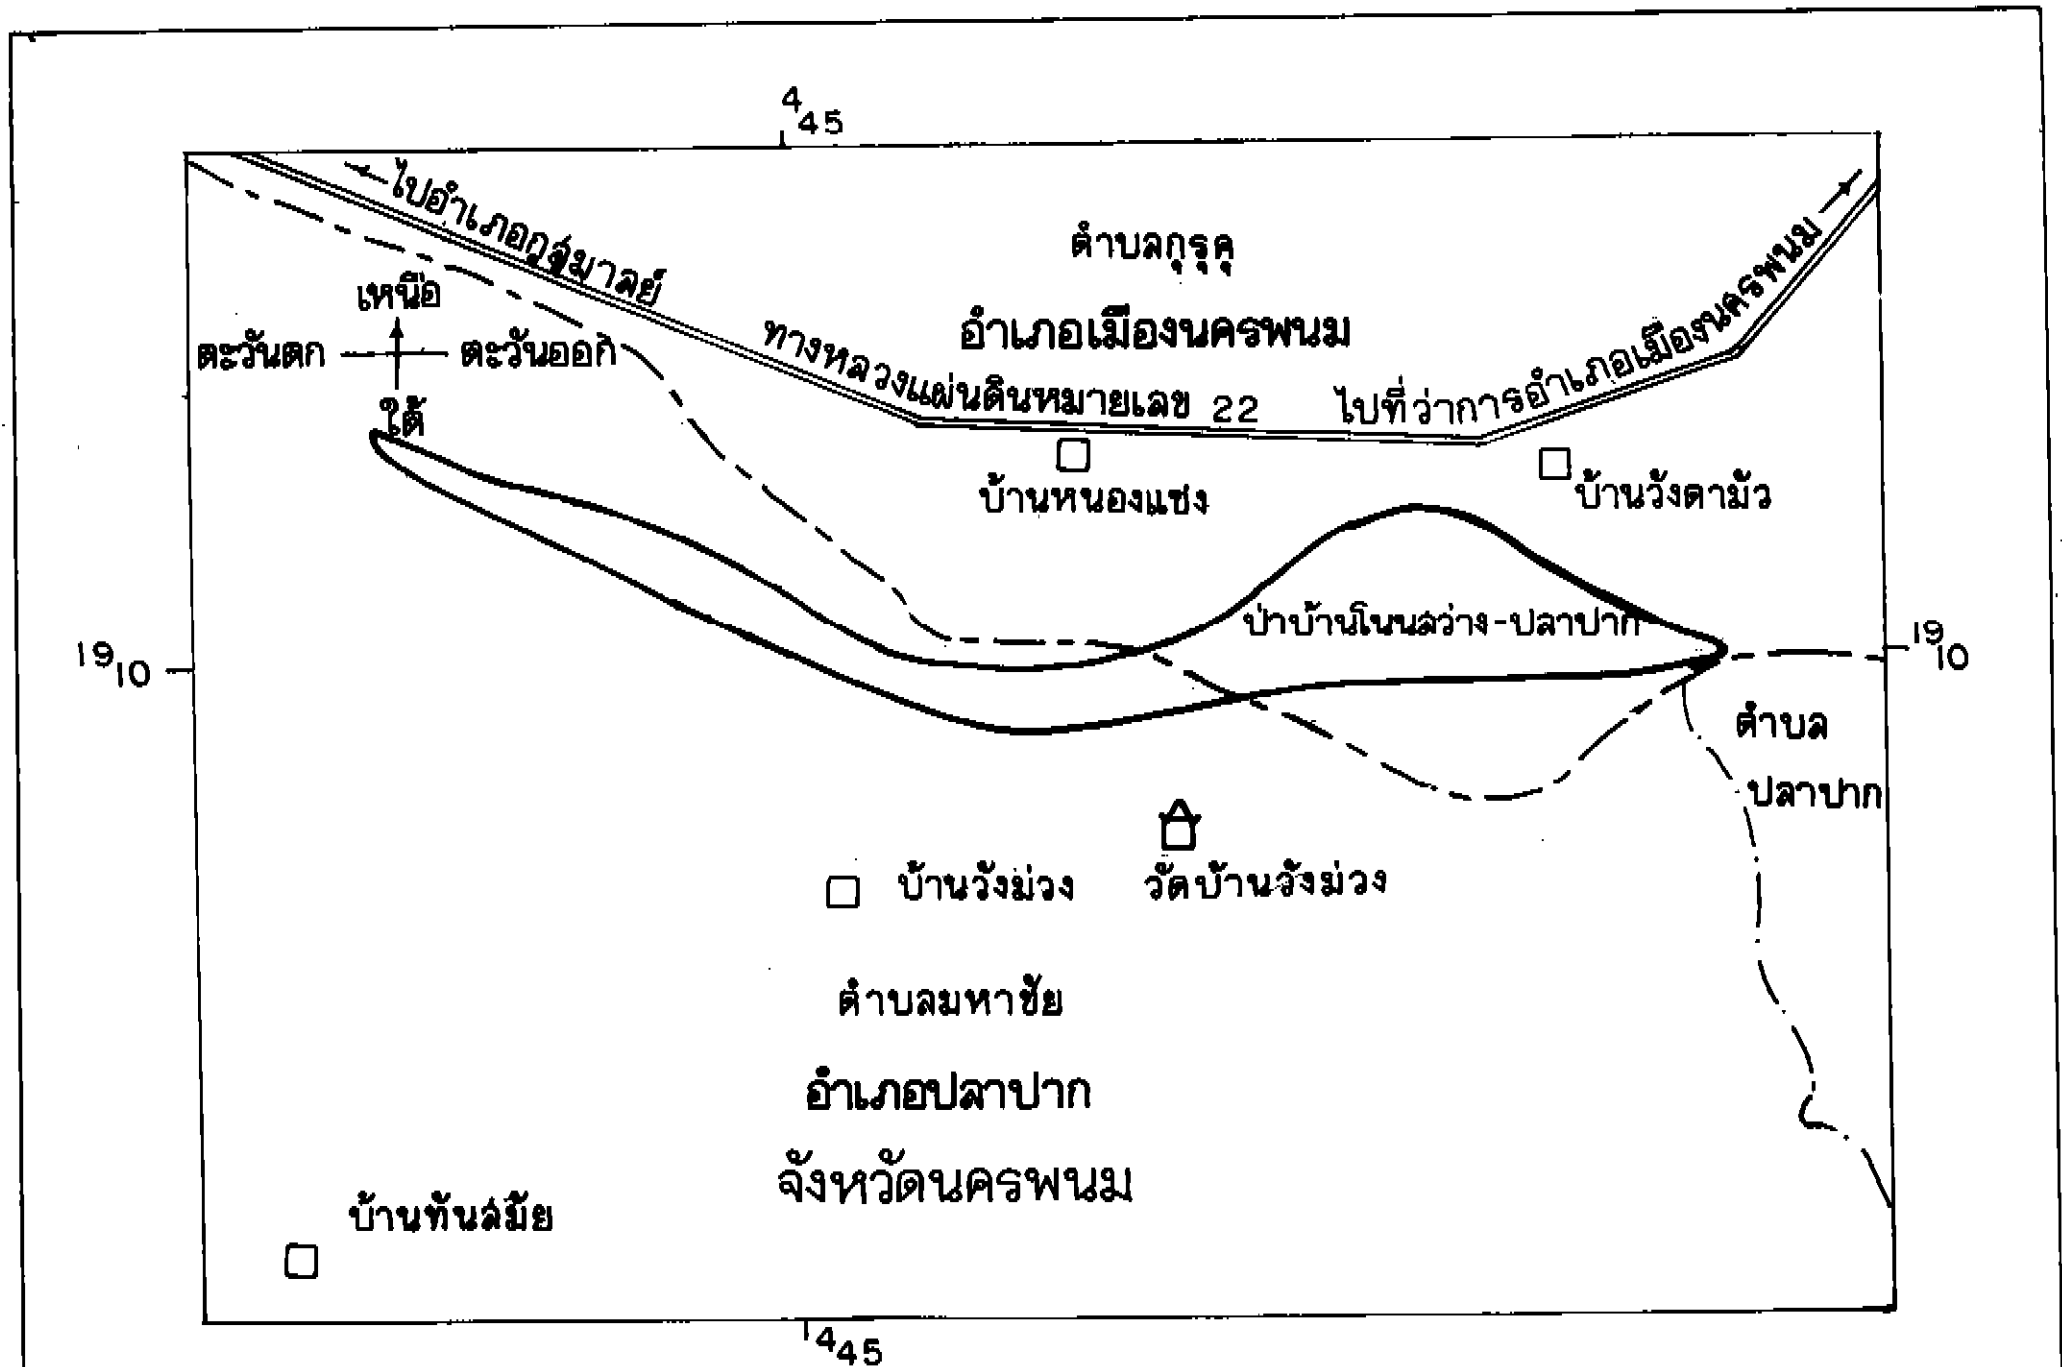 4 45
ไปอำเภอกุสุมาลย์
ตำบลกุรุคุ
อำเภอเมืองนครพนม
เหนือ
ตะวันตก
ตะวันออก
ใต้
ทางหลวงแผ่นดินหมายเลข 22
ไปที่ว่าการอำเภอเมืองนครพนม
บ้านหนองแซง
บ้านวังตามัว
ป่าบ้านโนนสว่าง-ปลาปาก
19 10
19 10
ตำบล
ปลาปาก
บ้านวังม่วง
วัดบ้านวังม่วง
ตำบลมหาชัย
อำเภอปลาปาก
จังหวัดนครพนม
บ้านทันสมัย
4 45